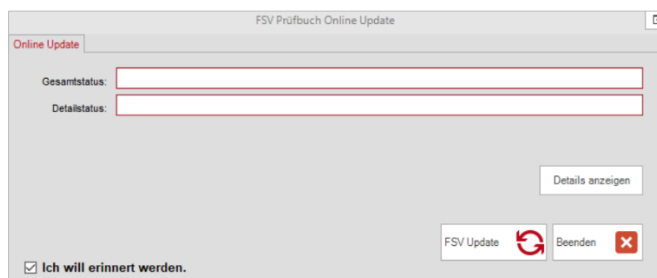 FSV Prüfbuch Online Update
Online Update
Gesamtstatus:
Detailstatus:
Details anzeigen
FSV Update
Beenden
Ich will erinnert werden.